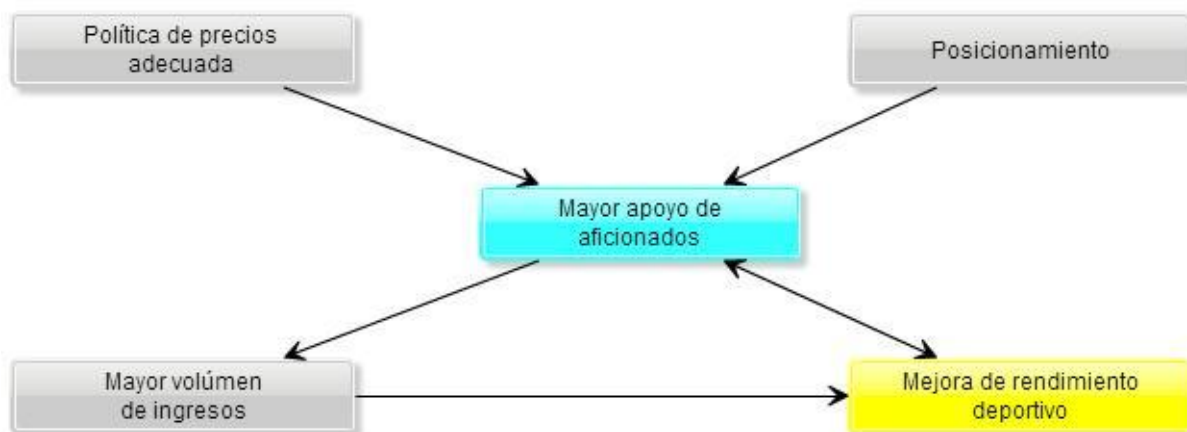 Política de precios
adecuada
Posicionamiento
Mayor apoyo de
aficionados
Mayor volúmen
de ingresos
Mejora de rendimiento
deportivo